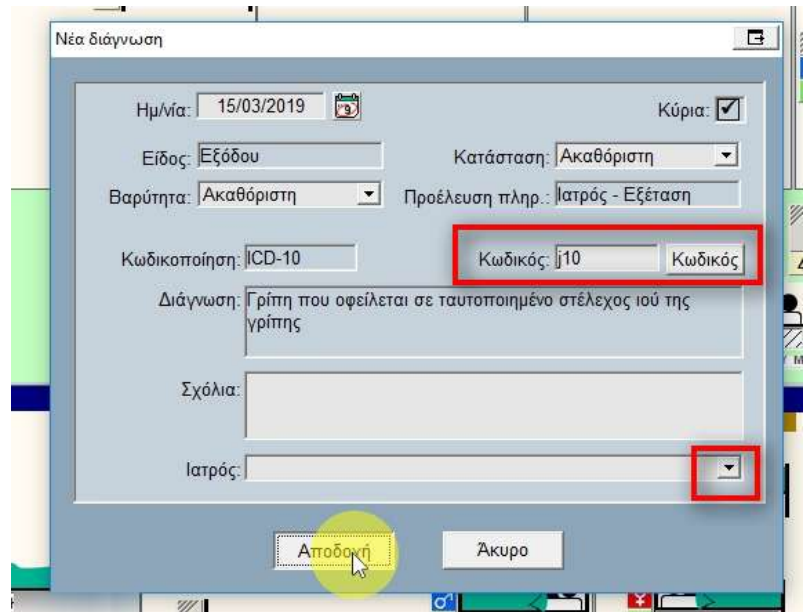 Νέα διάγνωση
Ημ/νία: 15/03/2019 Κύρια:
Είδος: Εξόδου Κατάσταση: Ακαθόριστη
Βαρύτητα: Ακαθόριστη Προέλευση πληρ.: Ιατρός - Εξέταση
Κωδικοποίηση: ICD-10 Κωδικός: j10 Κωδικός
Διάγνωση: Γρίπη που οφείλεται σε ταυτοποιημένο στέλεχος ιού της
γρίπης
Σχόλια:
Ιατρός:
Αποδοχή Άκυρο